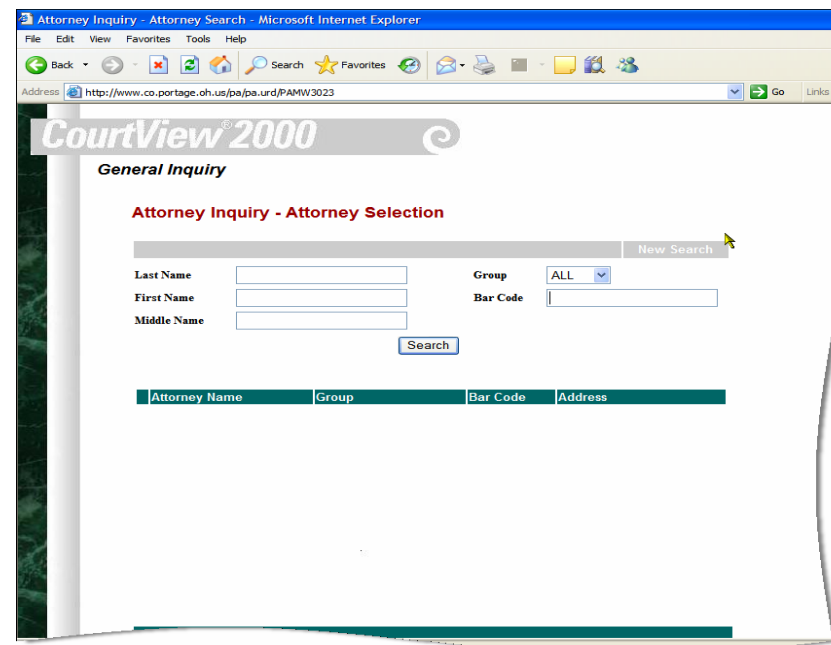 Attorney Inquiry - Attorney Search - Microsoft Internet Explorer
File Edit View Favorites Tools Help
Back Search Favorites
Address http://www.co.portage.oh.us/pa/pa.urd/PAMW3023 Go Links
CourtView®2000
General Inquiry
Attorney Inquiry - Attorney Selection
New Search
Last Name Group ALL
First Name Bar Code
Middle Name
Search
Attorney Name Group Bar Code Address